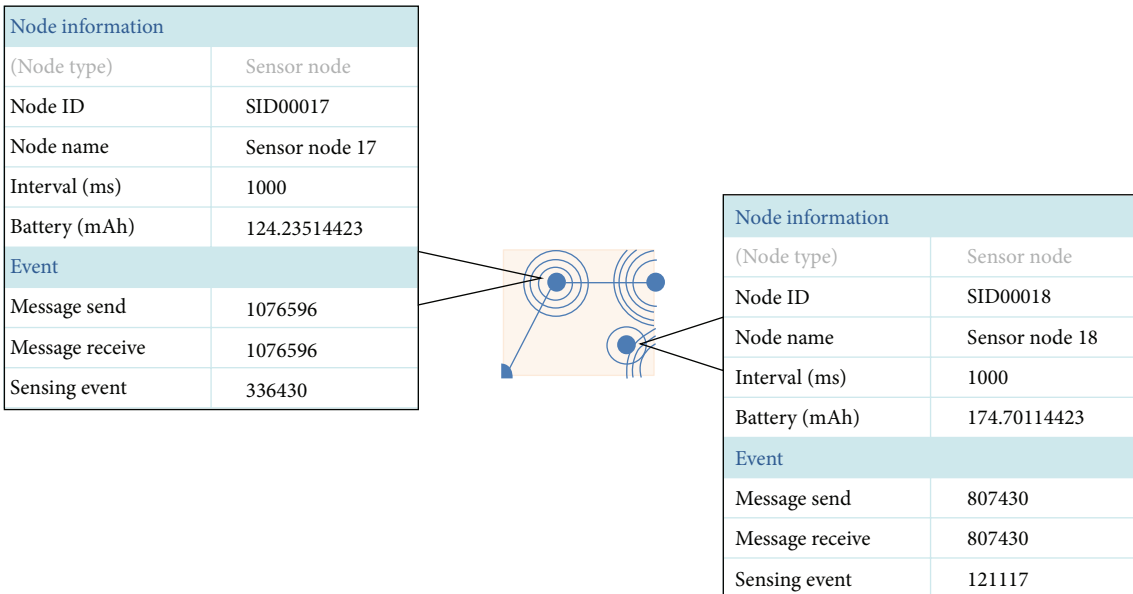 Node information
(Node type) Sensor node
Node ID SID00017
Node name Sensor node 17
Interval (ms) 1000
Battery (mAh) 124.23514423
Event
Message send 1076596
Message receive 1076596
Sensing event 336430
Node information
(Node type) Sensor node
Node ID SID00018
Node name Sensor node 18
Interval (ms) 1000
Battery (mAh) 174.70114423
Event
Message send 807430
Message receive 807430
Sensing event 121117